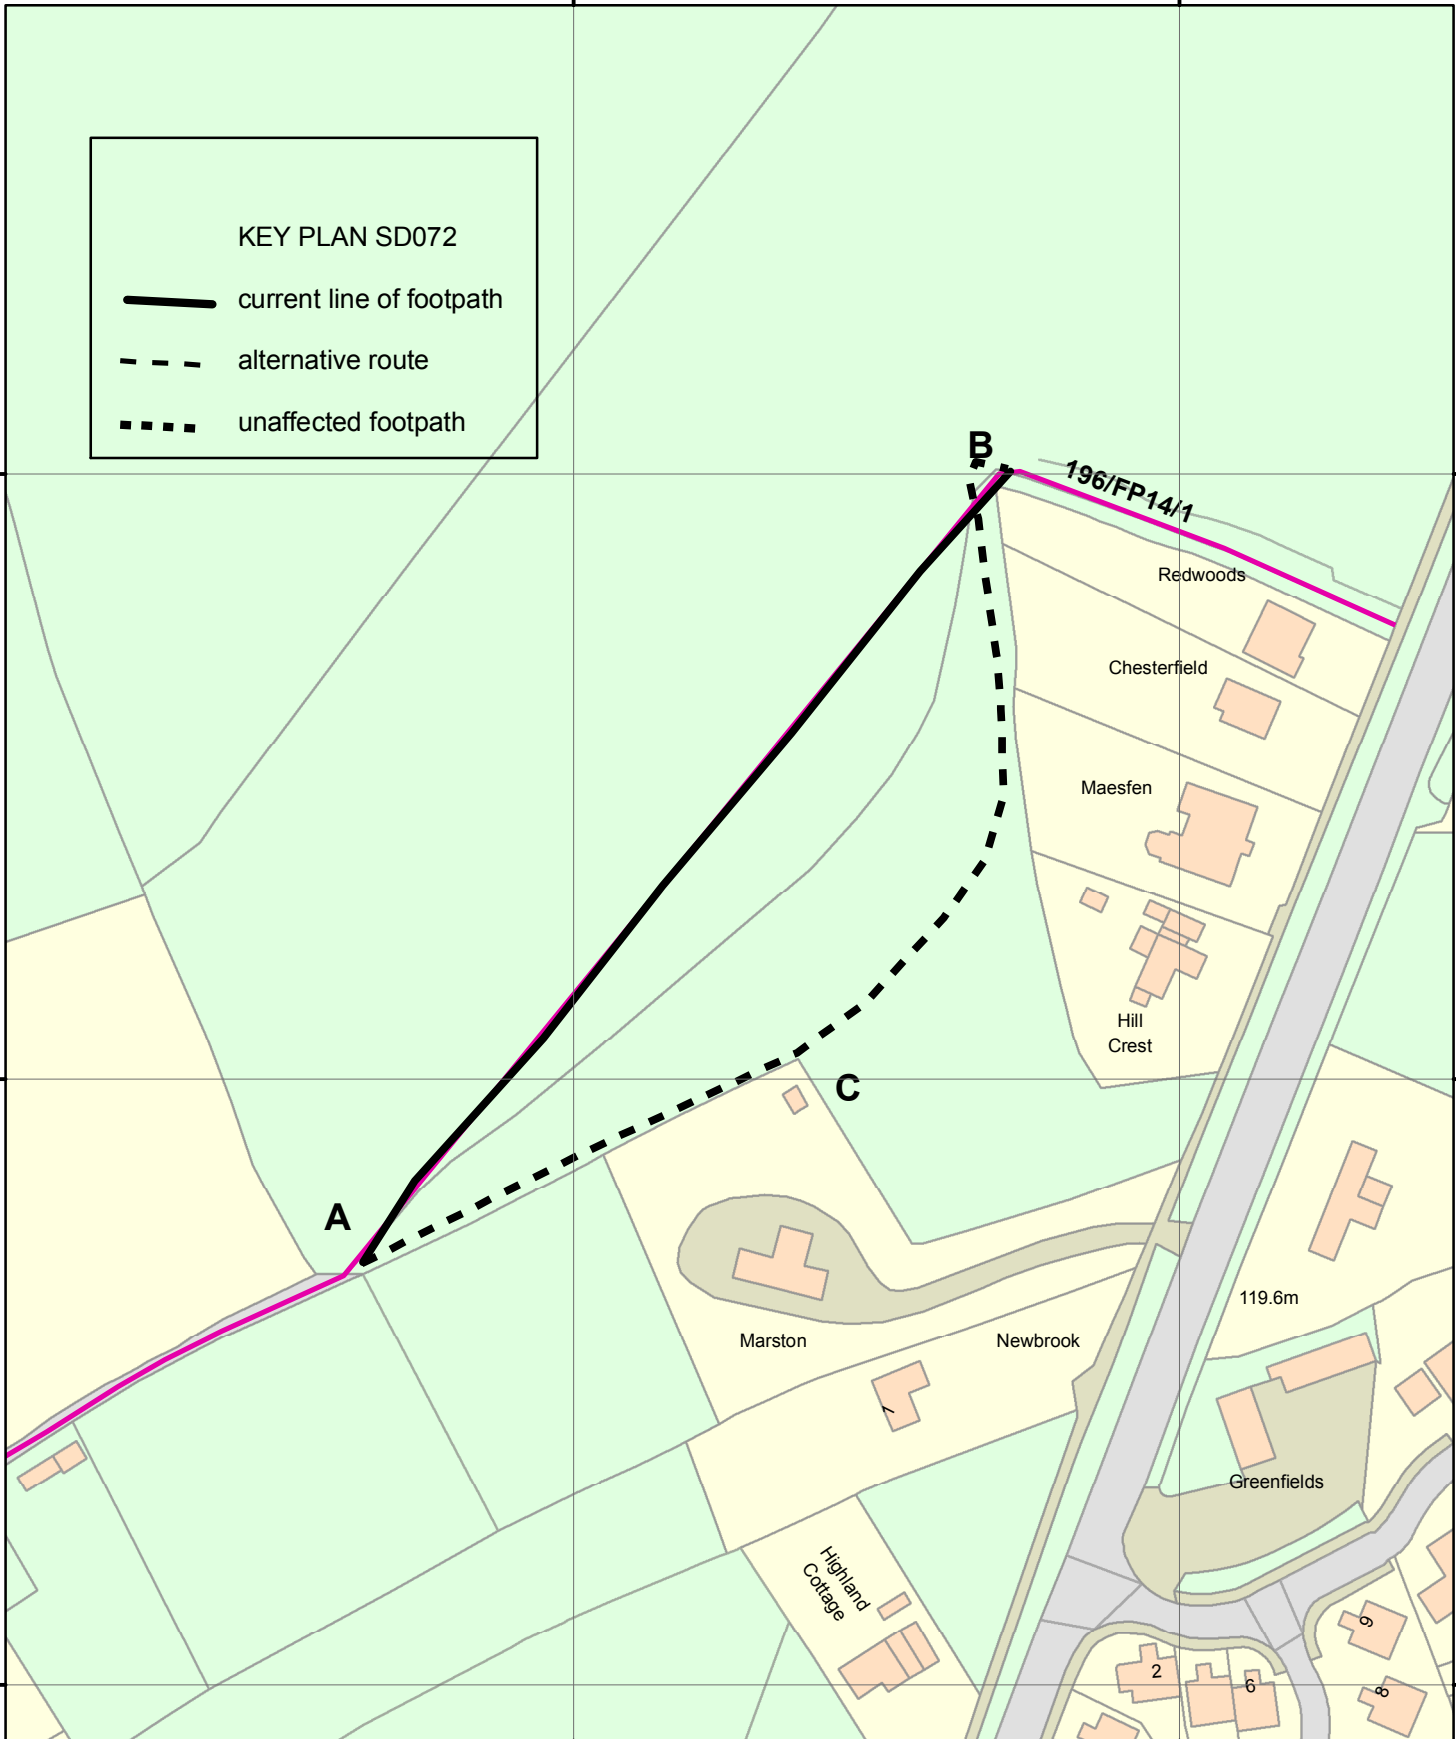 KEY PLAN SD072
current line of footpath
alternative route
unaffected footpath
B
196/FP14/1
Redwoods
Chesterfield
Maesfen
Hill
Crest
C
A
119.6m
Marston
Newbrook
1
Greenfields
Highland
Cottage
9
2
6
8